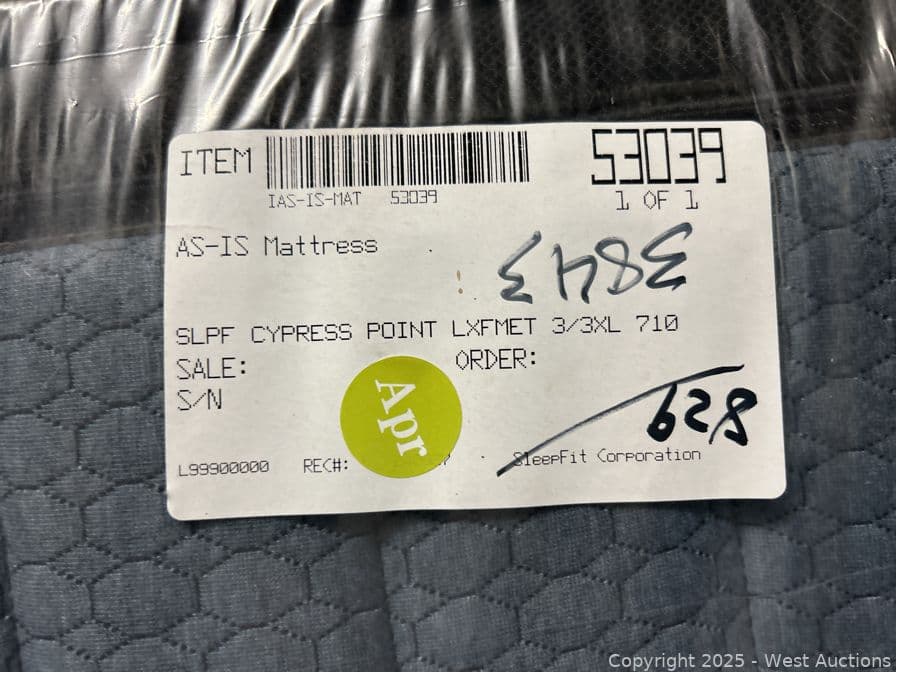 ITEM
53039
IAS-IS-MAT 53039
1 OF 1
AS-IS Mattress
SLPF CYPRESS POINT LXFMET 3/3XL 710
SALE:
ORDER:
S/N
Apr
628
L99900000 REC#:
SleepFit Corporation
Copyright 2025 - West Auctions